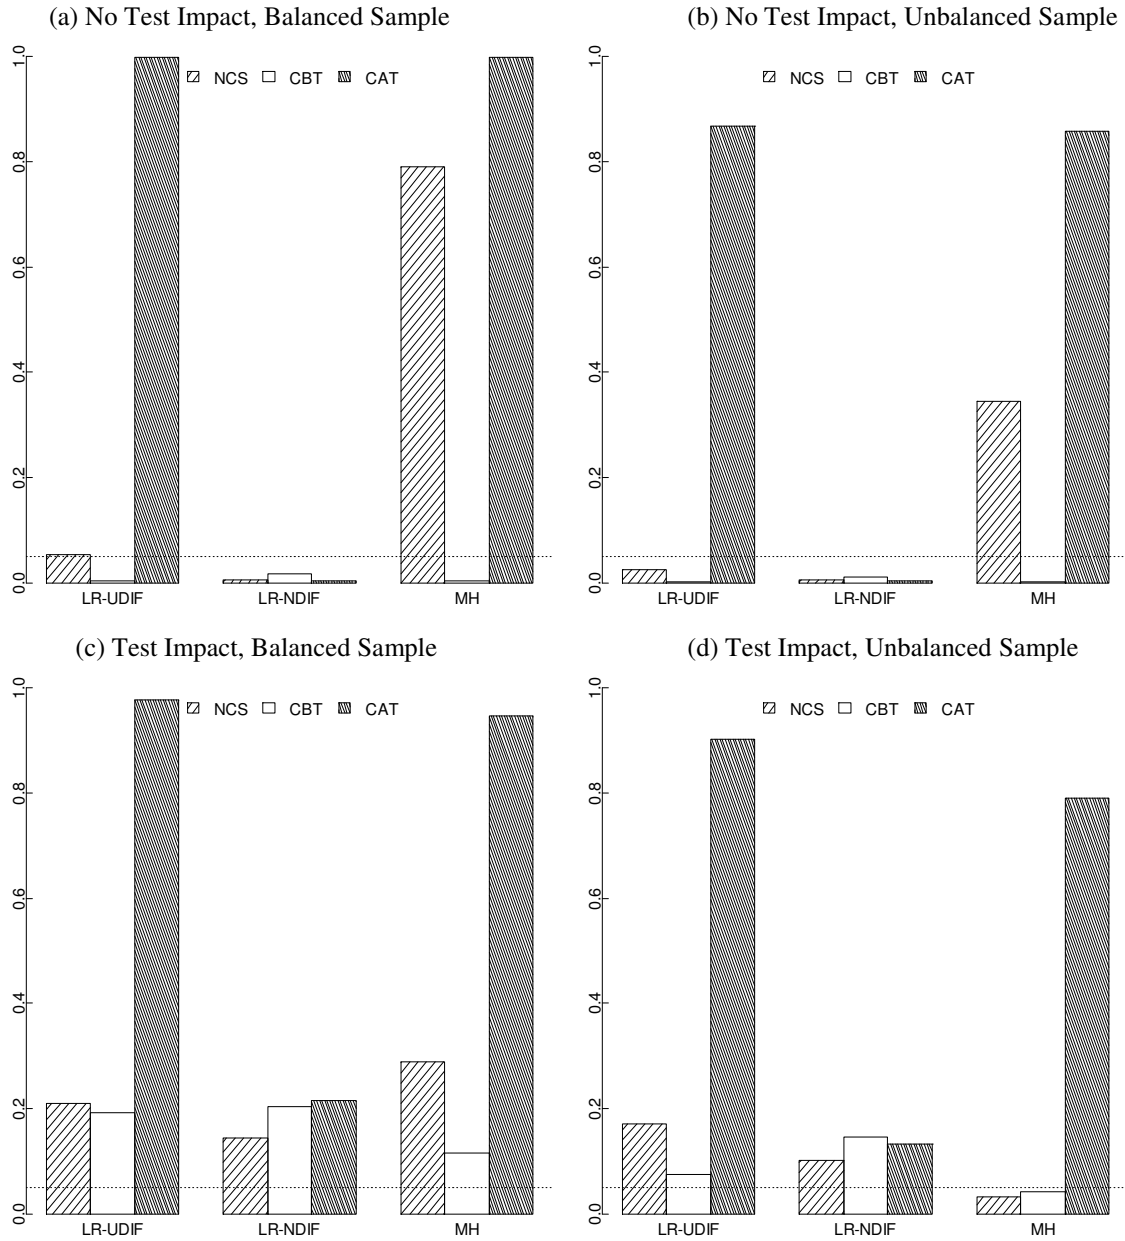 (a) No Test Impact, Balanced Sample
1.0
NCS CBT CAT
0.8
0.6
0.4
0.2
0.0
LR-UDIF LR-NDIF MH
(b) No Test Impact, Unbalanced Sample
1.0
NCS CBT CAT
0.8
0.6
0.4
0.2
0.0
LR-UDIF LR-NDIF MH
(c) Test Impact, Balanced Sample
1.0
NCS CBT CAT
0.8
0.6
0.4
0.2
0.0
LR-UDIF LR-NDIF MH
(d) Test Impact, Unbalanced Sample
1.0
NCS CBT CAT
0.8
0.6
0.4
0.2
0.0
LR-UDIF LR-NDIF MH